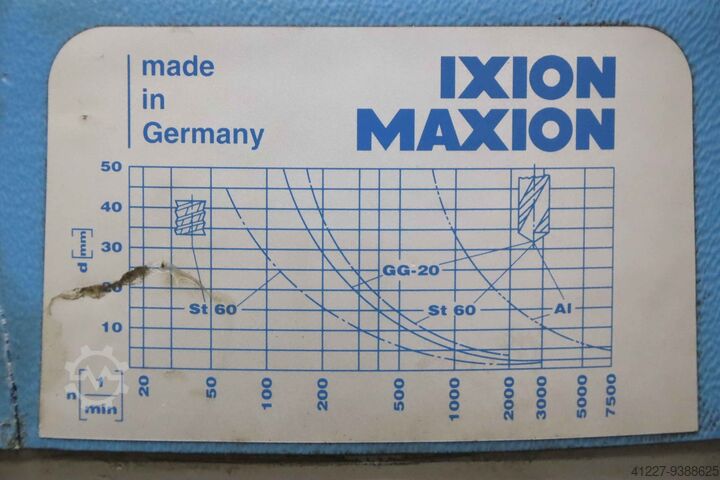 made
in
Germany
IXION
MAXION
50
40
30
20
10
d [mm]
GG-20
St 60
St 60
Al
n [1/min]
20
50
100
200
500
1000
2000
3000
5000
7500
41227-9388625